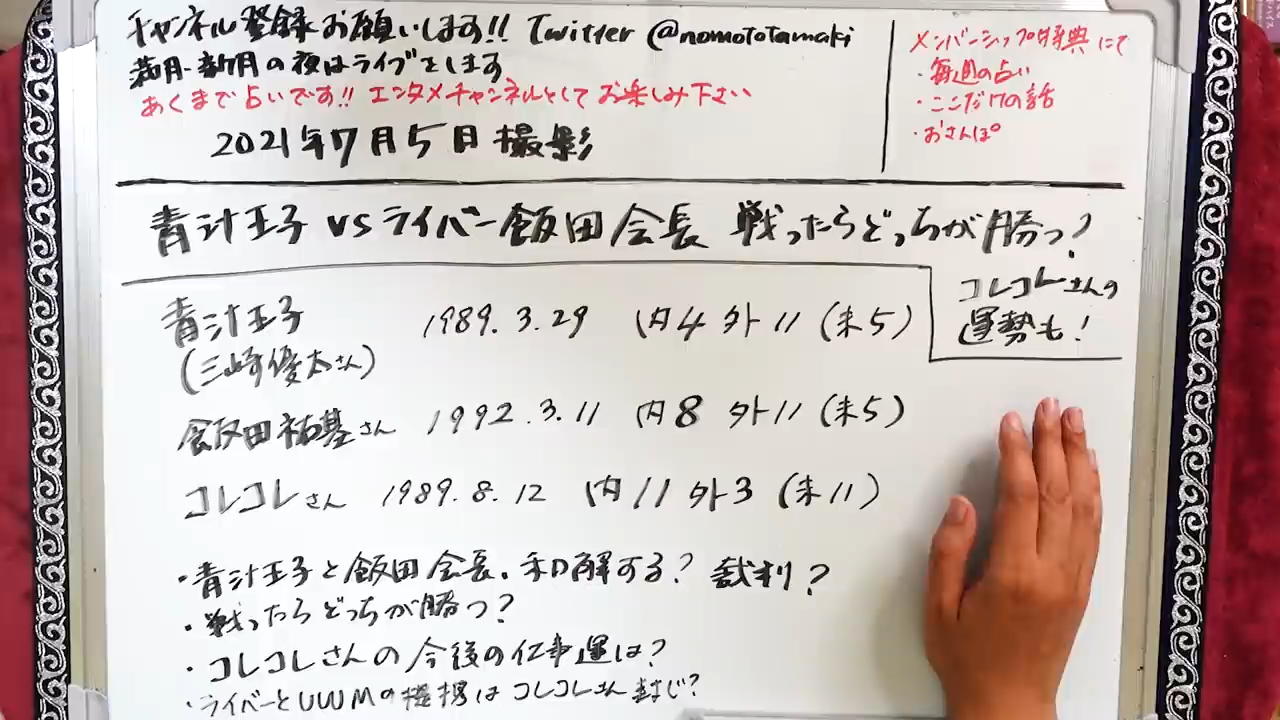 チャンネル登録お願いします!! Twitter @nomototamaki
満月・新月の夜はライブをします
あくまで占いです!! エンタメチャンネルとしてお楽しみ下さい
2021年7月5日 撮影
メンバーシップ特典にて
・毎週の占い
・ここだけの話
・おさんぽ
青汁王子 vs ライバー飯田会長 戦ったらどっちが勝つ?
コレコレさんの
運勢も!
青汁王子 1989.3.29 内4 外11 (未5)
(三崎優太さん)
飯田祐基さん 1992.3.11 内8 外11 (未5)
コレコレさん 1989.8.12 内11 外3 (未11)
・青汁王子と飯田会長、和解する? 裁判?
・戦ったらどっちが勝つ?
・コレコレさんの今後の仕事運は?
・ライバーとUUUMの提携はコレコレさん封じ?